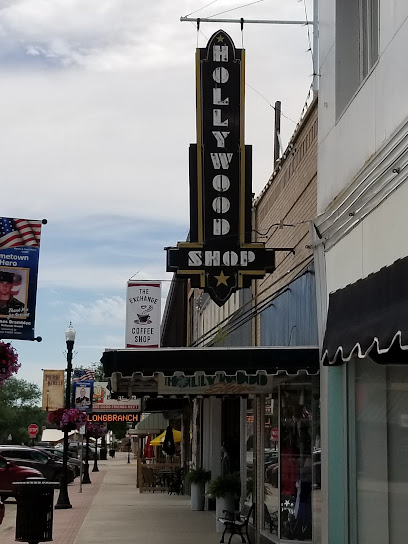 HOLLYWOOD
SHOP
THE
EXCHANGE
COFFEE
SHOP
Hometown
Hero
LONGBRANCH
HOLLYWOOD